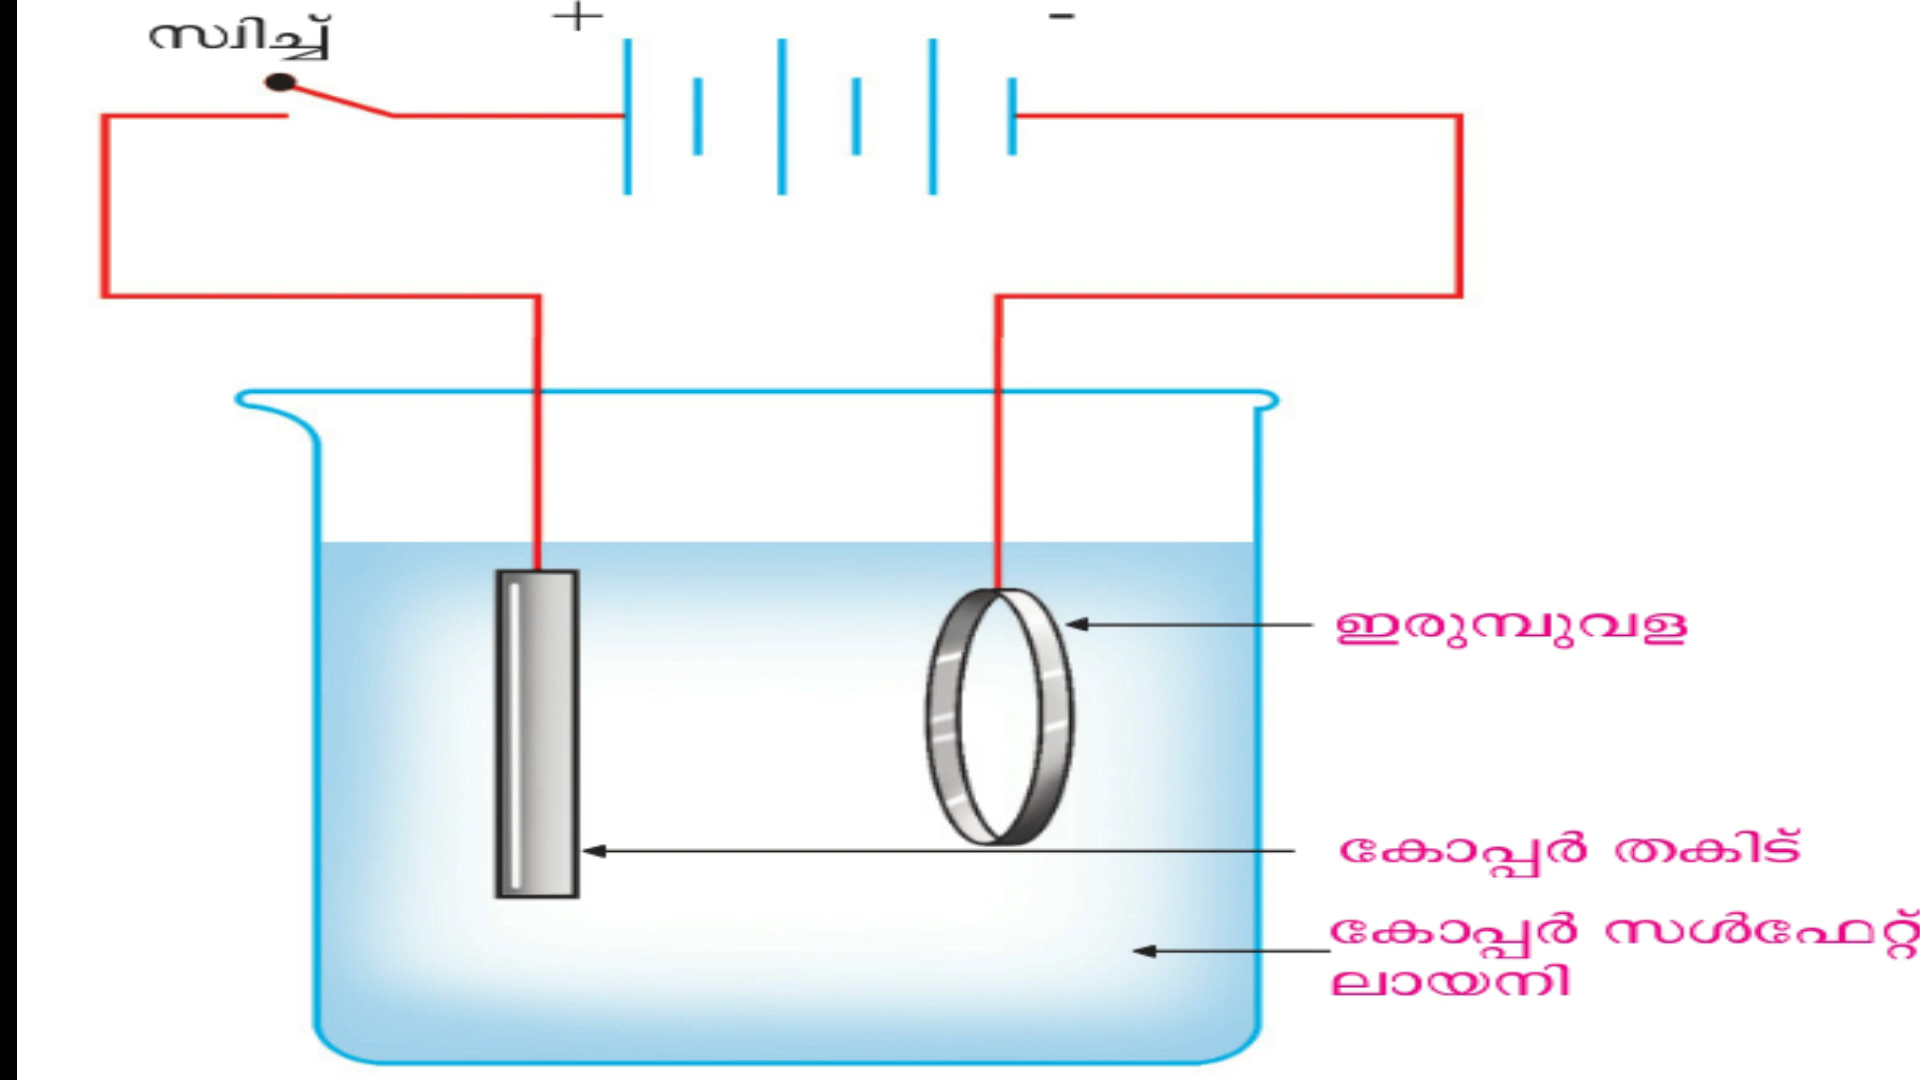 സ്വിച്ച്
+ -
ഇരുമ്പുവള
കോപ്പർ തകിട്
കോപ്പർ സൾഫേറ്റ്
ലായനി